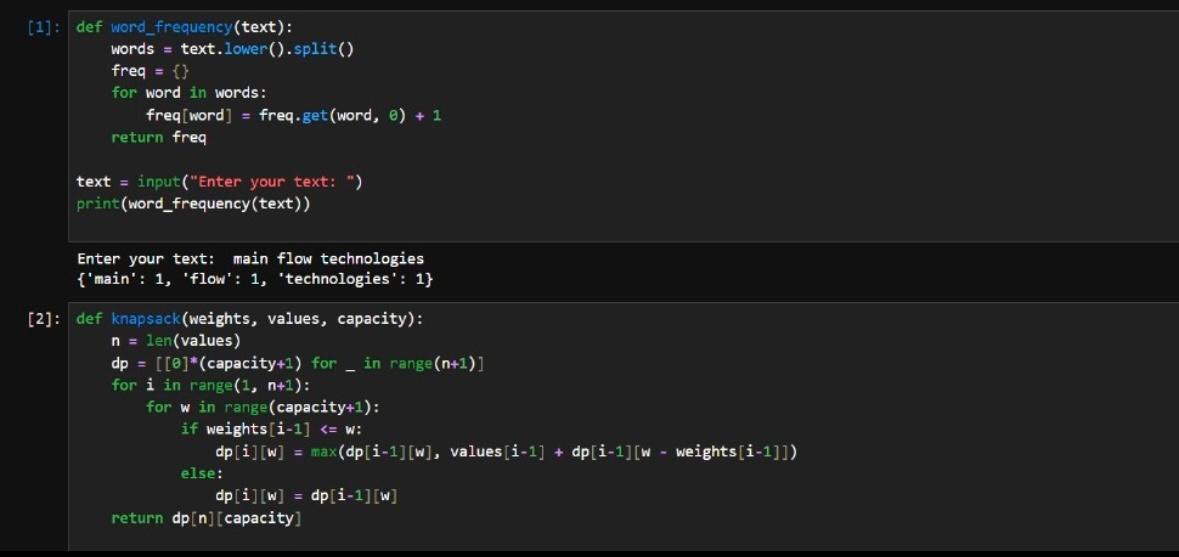 [1]: def word_frequency(text):
    words = text.lower().split()
    freq = {}
    for word in words:
        freq[word] = freq.get(word, 0) + 1
    return freq

text = input("Enter your text: ")
print(word_frequency(text))

Enter your text:  main flow technologies
{'main': 1, 'flow': 1, 'technologies': 1}

[2]: def knapsack(weights, values, capacity):
    n = len(values)
    dp = [[0]*(capacity+1) for _ in range(n+1)]
    for i in range(1, n+1):
        for w in range(capacity+1):
            if weights[i-1] <= w:
                dp[i][w] = max(dp[i-1][w], values[i-1] + dp[i-1][w - weights[i-1]])
            else:
                dp[i][w] = dp[i-1][w]
    return dp[n][capacity]